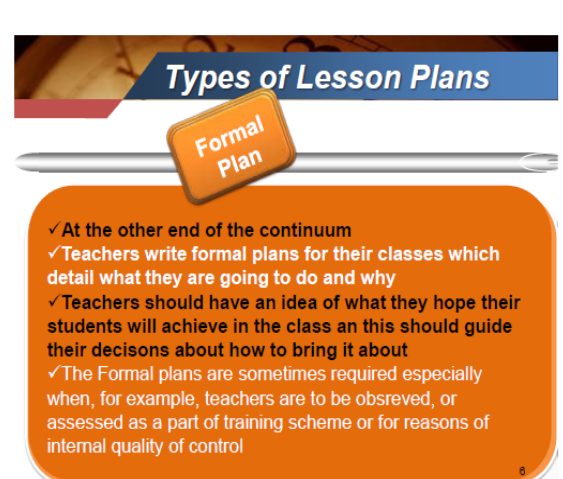 Types of Lesson Plans
Formal
Plan
✓At the other end of the continuum
✓Teachers write formal plans for their classes which
detail what they are going to do and why
✓Teachers should have an idea of what they hope their
students will achieve in the class an this should guide
their decisons about how to bring it about
✓The Formal plans are sometimes required especially
when, for example, teachers are to be obsreved, or
assessed as a part of training scheme or for reasons of
internal quality of control
6